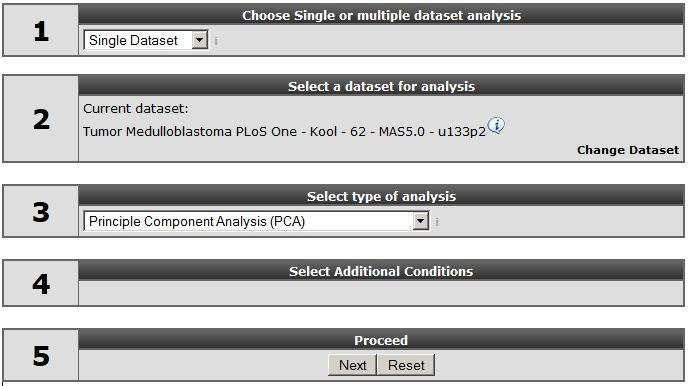 1
Choose Single or multiple dataset analysis
Single Dataset
i
2
Select a dataset for analysis
Current dataset:
Tumor Medulloblastoma PLoS One - Kool - 62 - MAS5.0 - u133p2 i
Change Dataset
3
Select type of analysis
Principle Component Analysis (PCA)
i
4
Select Additional Conditions
5
Proceed
Next Reset